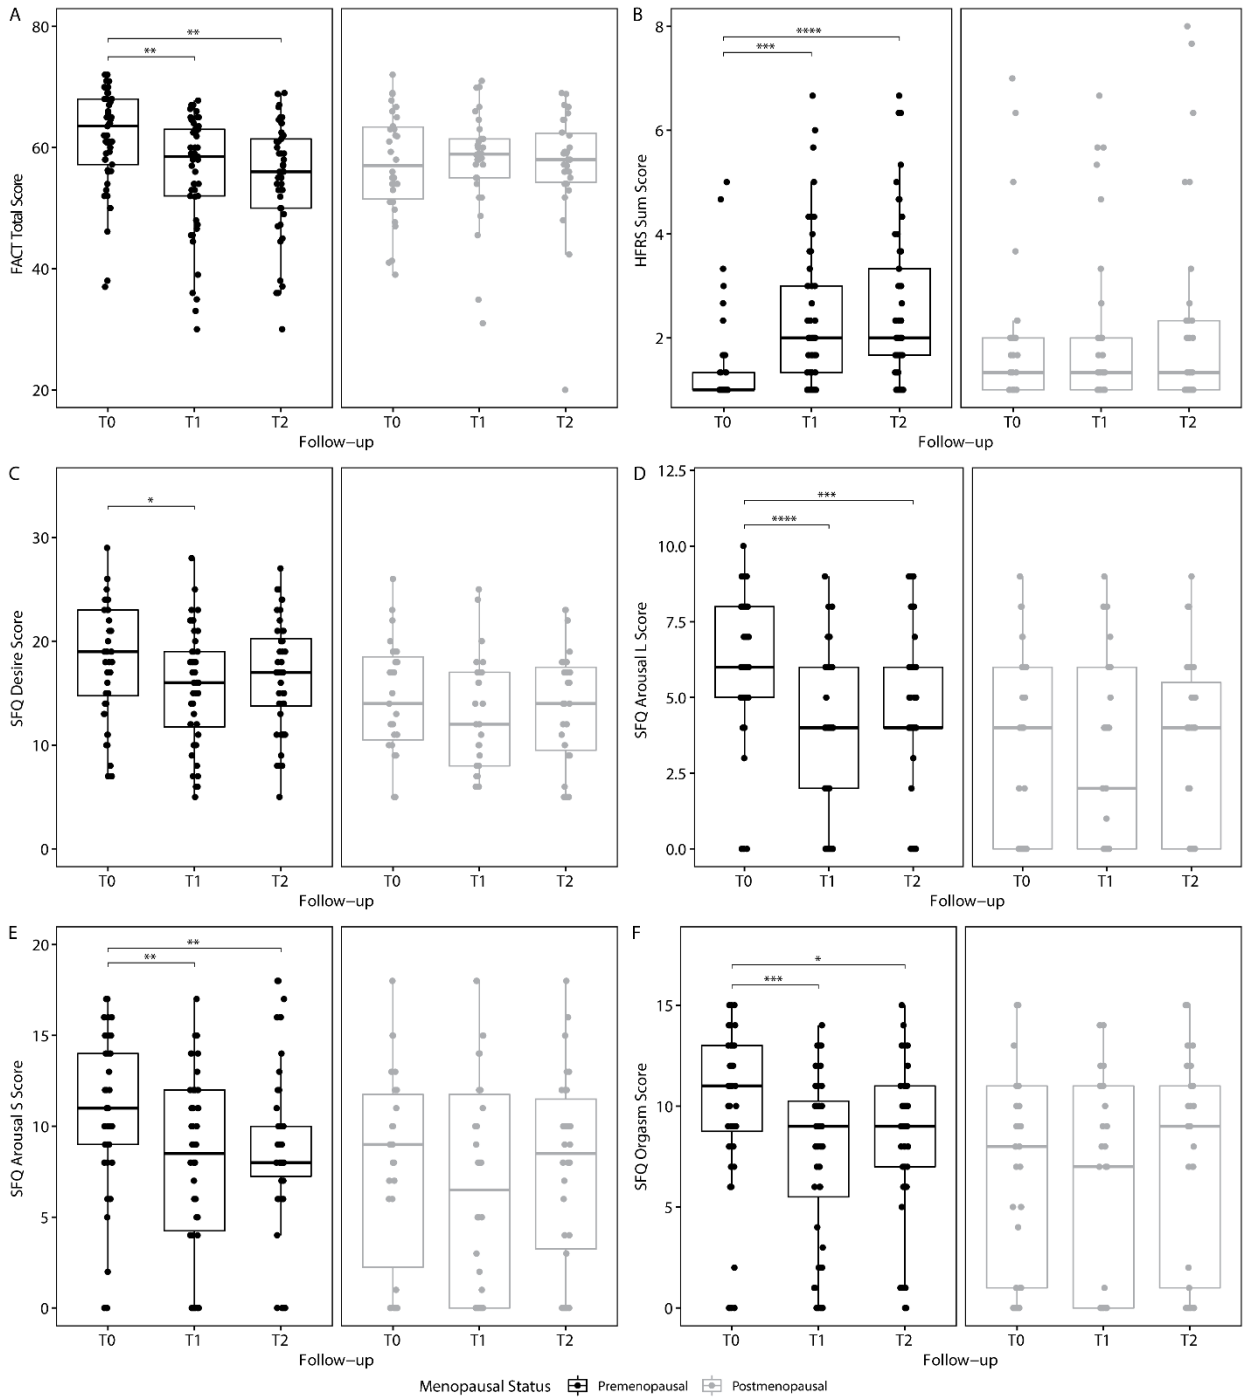 A
B
80
60
40
20
FACT Total Score
**
**
T0 T1 T2 T0 T1 T2
Follow–up
8
6
4
2
HFRS Sum Score
****
***
T0 T1 T2 T0 T1 T2
Follow–up
C
D
30
20
10
0
SFQ Desire Score
*
T0 T1 T2 T0 T1 T2
Follow–up
12.5
10.0
7.5
5.0
2.5
0.0
SFQ Arousal L Score
***
****
T0 T1 T2 T0 T1 T2
Follow–up
E
F
20
15
10
5
0
SFQ Arousal S Score
**
**
T0 T1 T2 T0 T1 T2
Follow–up
15
10
5
0
SFQ Orgasm Score
*
***
T0 T1 T2 T0 T1 T2
Follow–up
Menopausal Status Premenopausal Postmenopausal